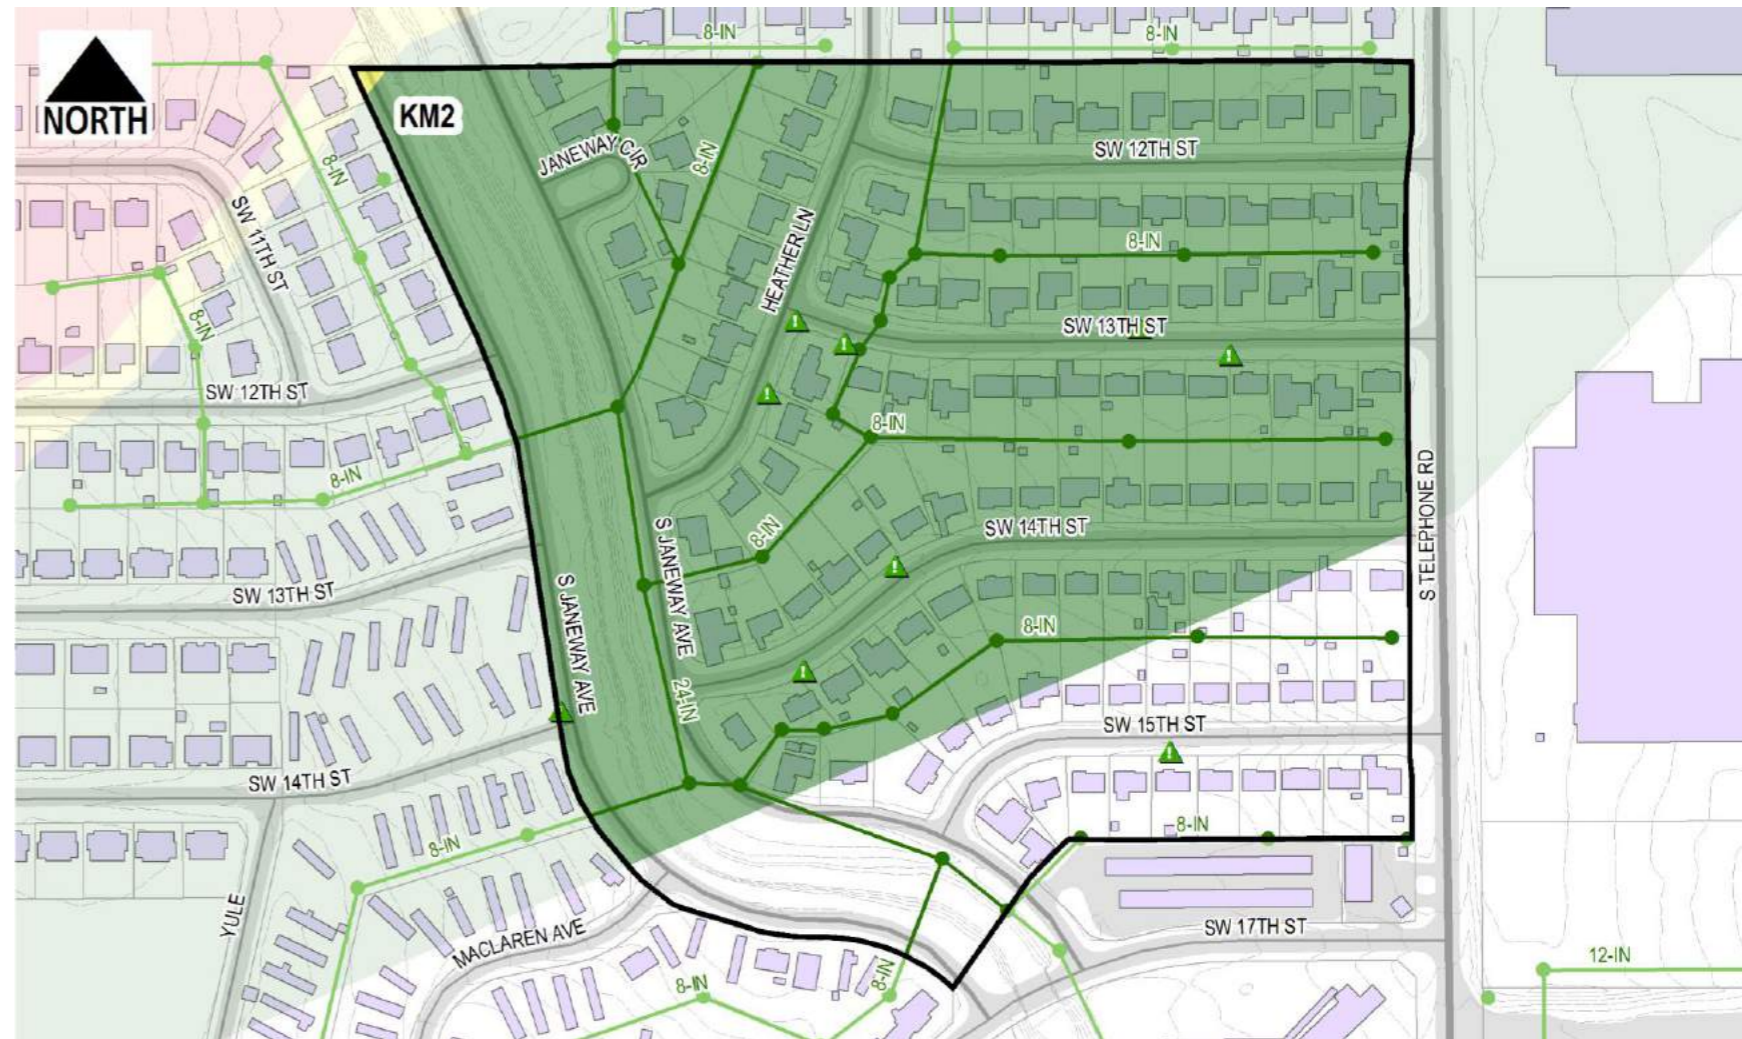 8-IN
8-IN
NORTH
KM2
JANEWAY CIR
8-IN
SW 12TH ST
8-IN
SW 11TH ST
HEATHER LN
8-IN
8-IN
SW 13TH ST
SW 12TH ST
8-IN
8-IN
S TELEPHONE RD
SW 14TH ST
8-IN
S JANEWAY AVE
SW 13TH ST
S JANEWAY AVE
8-IN
24-IN
SW 15TH ST
SW 14TH ST
8-IN
8-IN
YULE
MACLAREN AVE
SW 17TH ST
12-IN
8-IN
8-IN